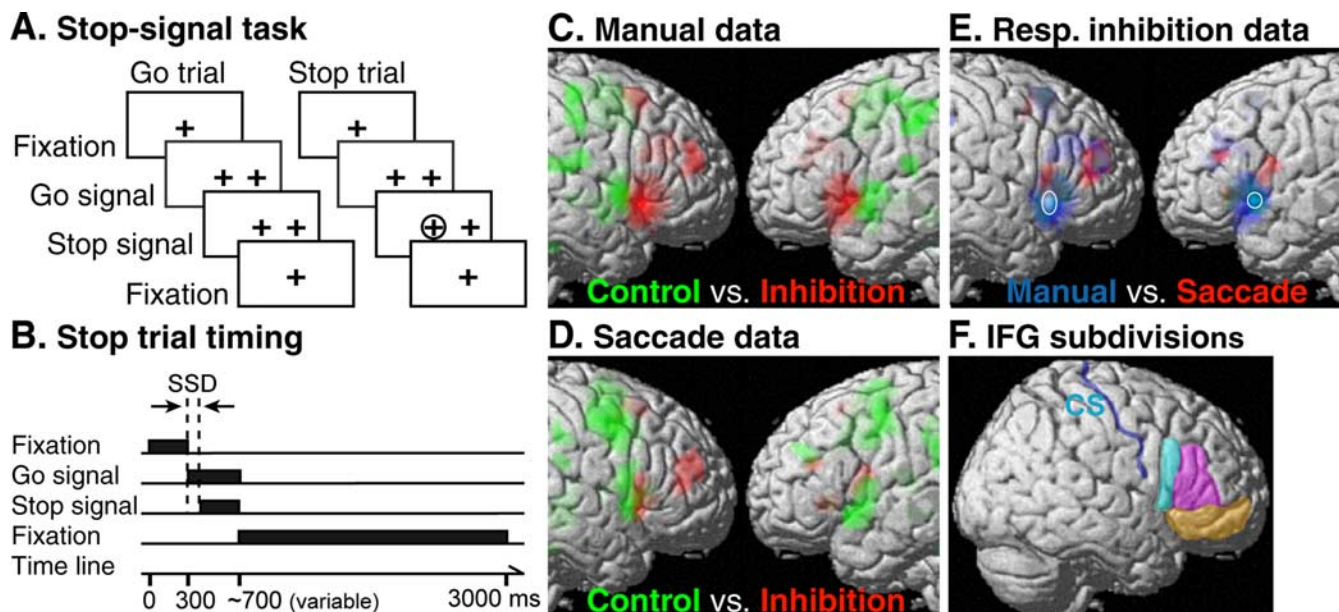 A. Stop-signal task
Go trial Stop trial
Fixation
Go signal
Stop signal
Fixation
B. Stop trial timing
SSD
Fixation
Go signal
Stop signal
Fixation
Time line
0 300 ~700 (variable) 3000 ms
C. Manual data
Control vs. Inhibition
D. Saccade data
Control vs. Inhibition
E. Resp. inhibition data
Manual vs. Saccade
F. IFG subdivisions
CS